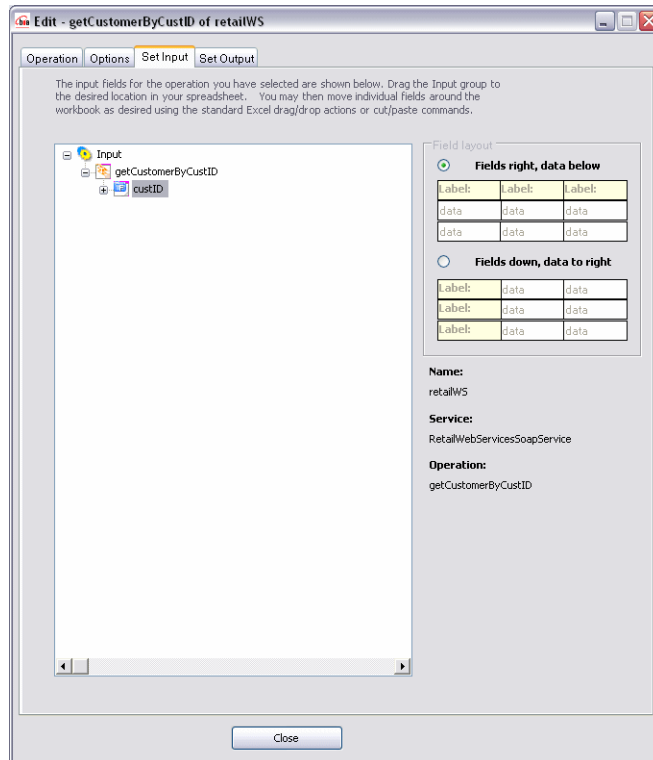 Edit - getCustomerByCustID of retailWS
Operation Options Set Input Set Output
The input fields for the operation you have selected are shown below. Drag the Input group to
the desired location in your spreadsheet. You may then move individual fields around the
workbook as desired using the standard Excel drag/drop actions or cut/paste commands.
Input
getCustomerByCustID
custID
Field layout
Fields right, data below
Label: Label: Label:
data data data
data data data
Fields down, data to right
Label: data data
Label: data data
Label: data data
Name:
retailWS
Service:
RetailWebServicesSoapService
Operation:
getCustomerByCustID
Close